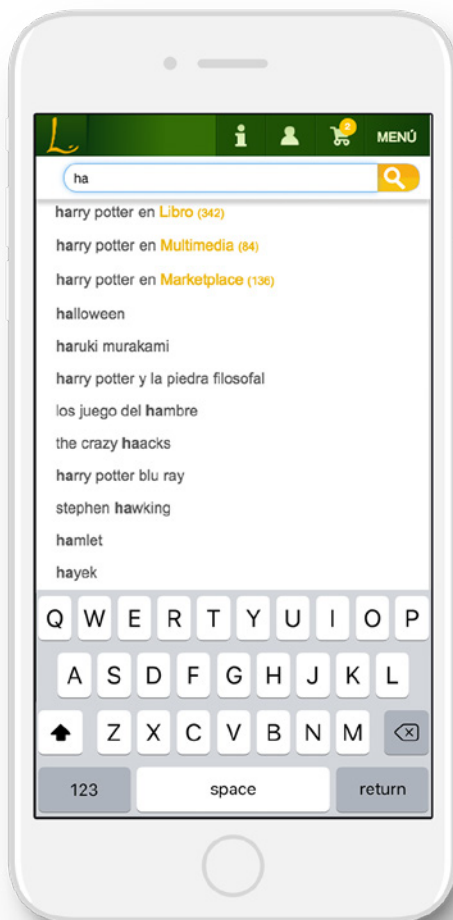 L.
2
MENÚ
ha
harry potter en Libro (342)
harry potter en Multimedia (84)
harry potter en Marketplace (136)
halloween
haruki murakami
harry potter y la piedra filosofal
los juego del hambre
the crazy haacks
harry potter blu ray
stephen hawking
hamlet
hayek
Q W E R T Y U I O P
A S D F G H J K L
Z X C V B N M
123 space return